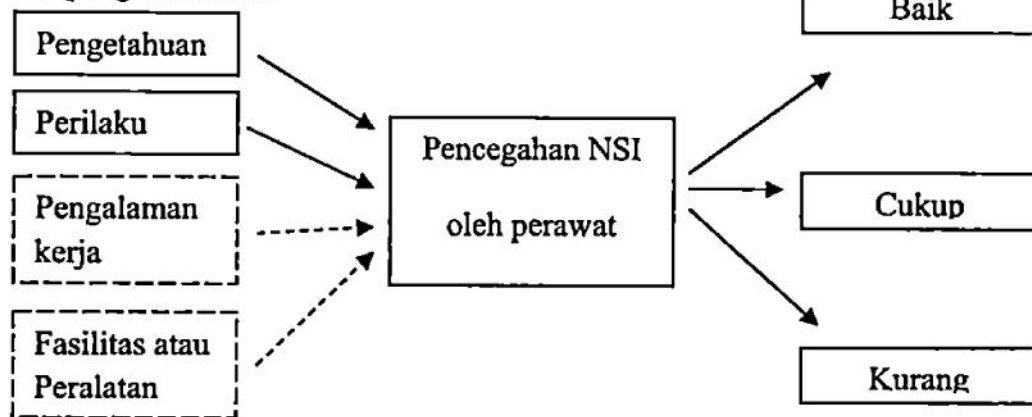 Pengetahuan
Perilaku
Pengalaman
kerja
Fasilitas atau
Peralatan
Pencegahan NSI
oleh perawat
Baik
Cukup
Kurang